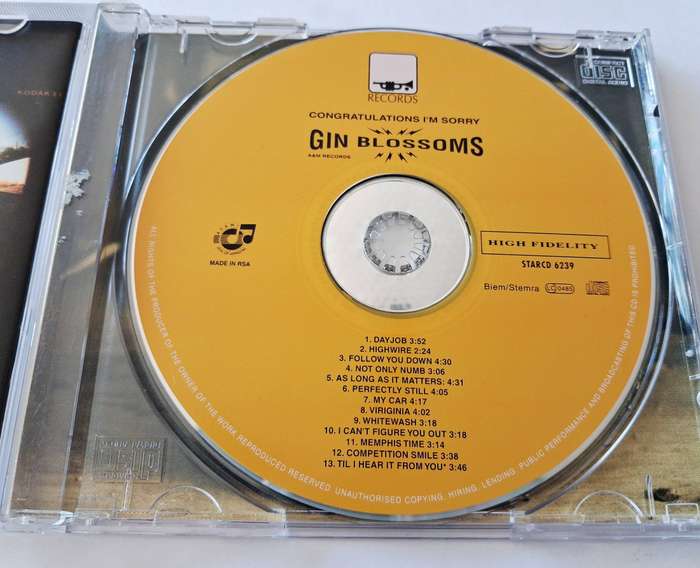 KODAK
COMPACT
disc
DIGITAL AUDIO
RECORDS
CONGRATULATIONS I'M SORRY
GIN BLOSSOMS
A&M RECORDS
HIGH FIDELITY
MADE IN RSA
STARCD 6239
Biem/Stemra LC 0485
1. DAYJOB 3:52
2. HIGHWIRE 2:24
3. FOLLOW YOU DOWN 4:30
4. NOT ONLY NUMB 3:06
5. AS LONG AS IT MATTERS: 4:31
6. PERFECTLY STILL 4:05
7. MY CAR 4:17
8. VIRIGINIA 4:02
9. WHITEWASH 3:18
10. I CAN'T FIGURE YOU OUT 3:18
11. MEMPHIS TIME 3:14
12. COMPETITION SMILE 3:38
13. TIL I HEAR IT FROM YOU* 3:46
ALL RIGHTS OF THE PRODUCER OF THE OWNER OF THE WORK REPRODUCED RESERVED. UNAUTHORISED COPYING, HIRING, LENDING, PUBLIC PERFORMANCE AND BROADCASTING OF THIS CD IS PROHIBITED